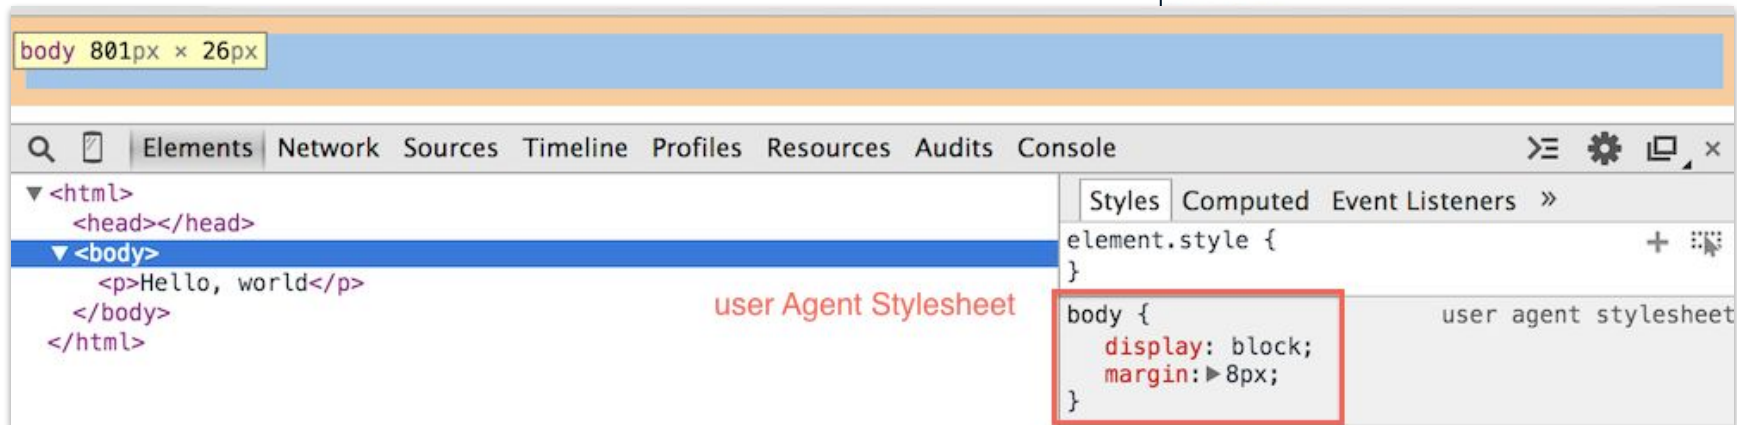 body 801px × 26px
Elements Network Sources Timeline Profiles Resources Audits Console
<html>
<head></head>
<body>
<p>Hello, world</p>
</body>
</html>
user Agent Stylesheet
Styles Computed Event Listeners »
element.style {
}
body { user agent stylesheet
display: block;
margin:▶8px;
}